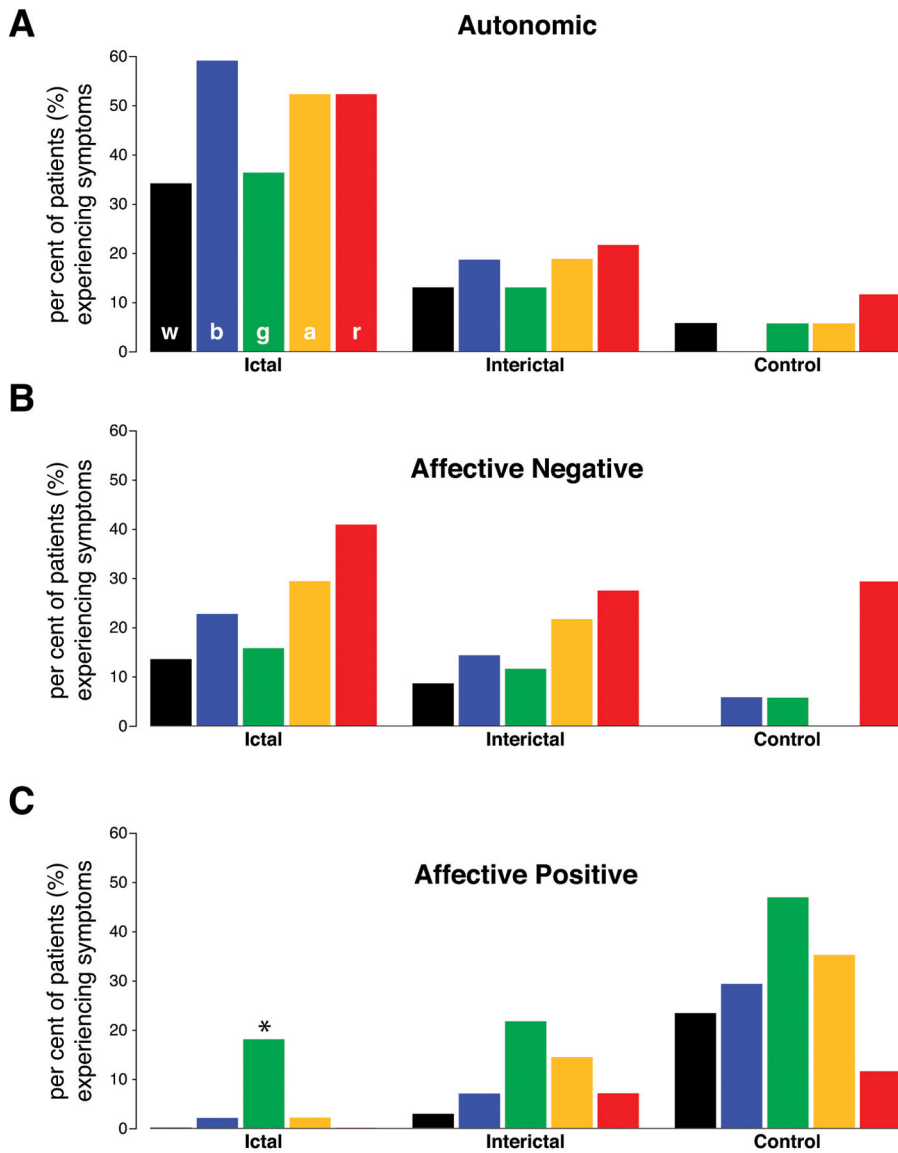 A
Autonomic
per cent of patients (%)
experiencing symptoms
60
50
40
30
20
10
0
w b g a r
Ictal Interictal Control
B
Affective Negative
per cent of patients (%)
experiencing symptoms
60
50
40
30
20
10
0
Ictal Interictal Control
C
Affective Positive
per cent of patients (%)
experiencing symptoms
60
50
40
30
20
10
0
*
Ictal Interictal Control